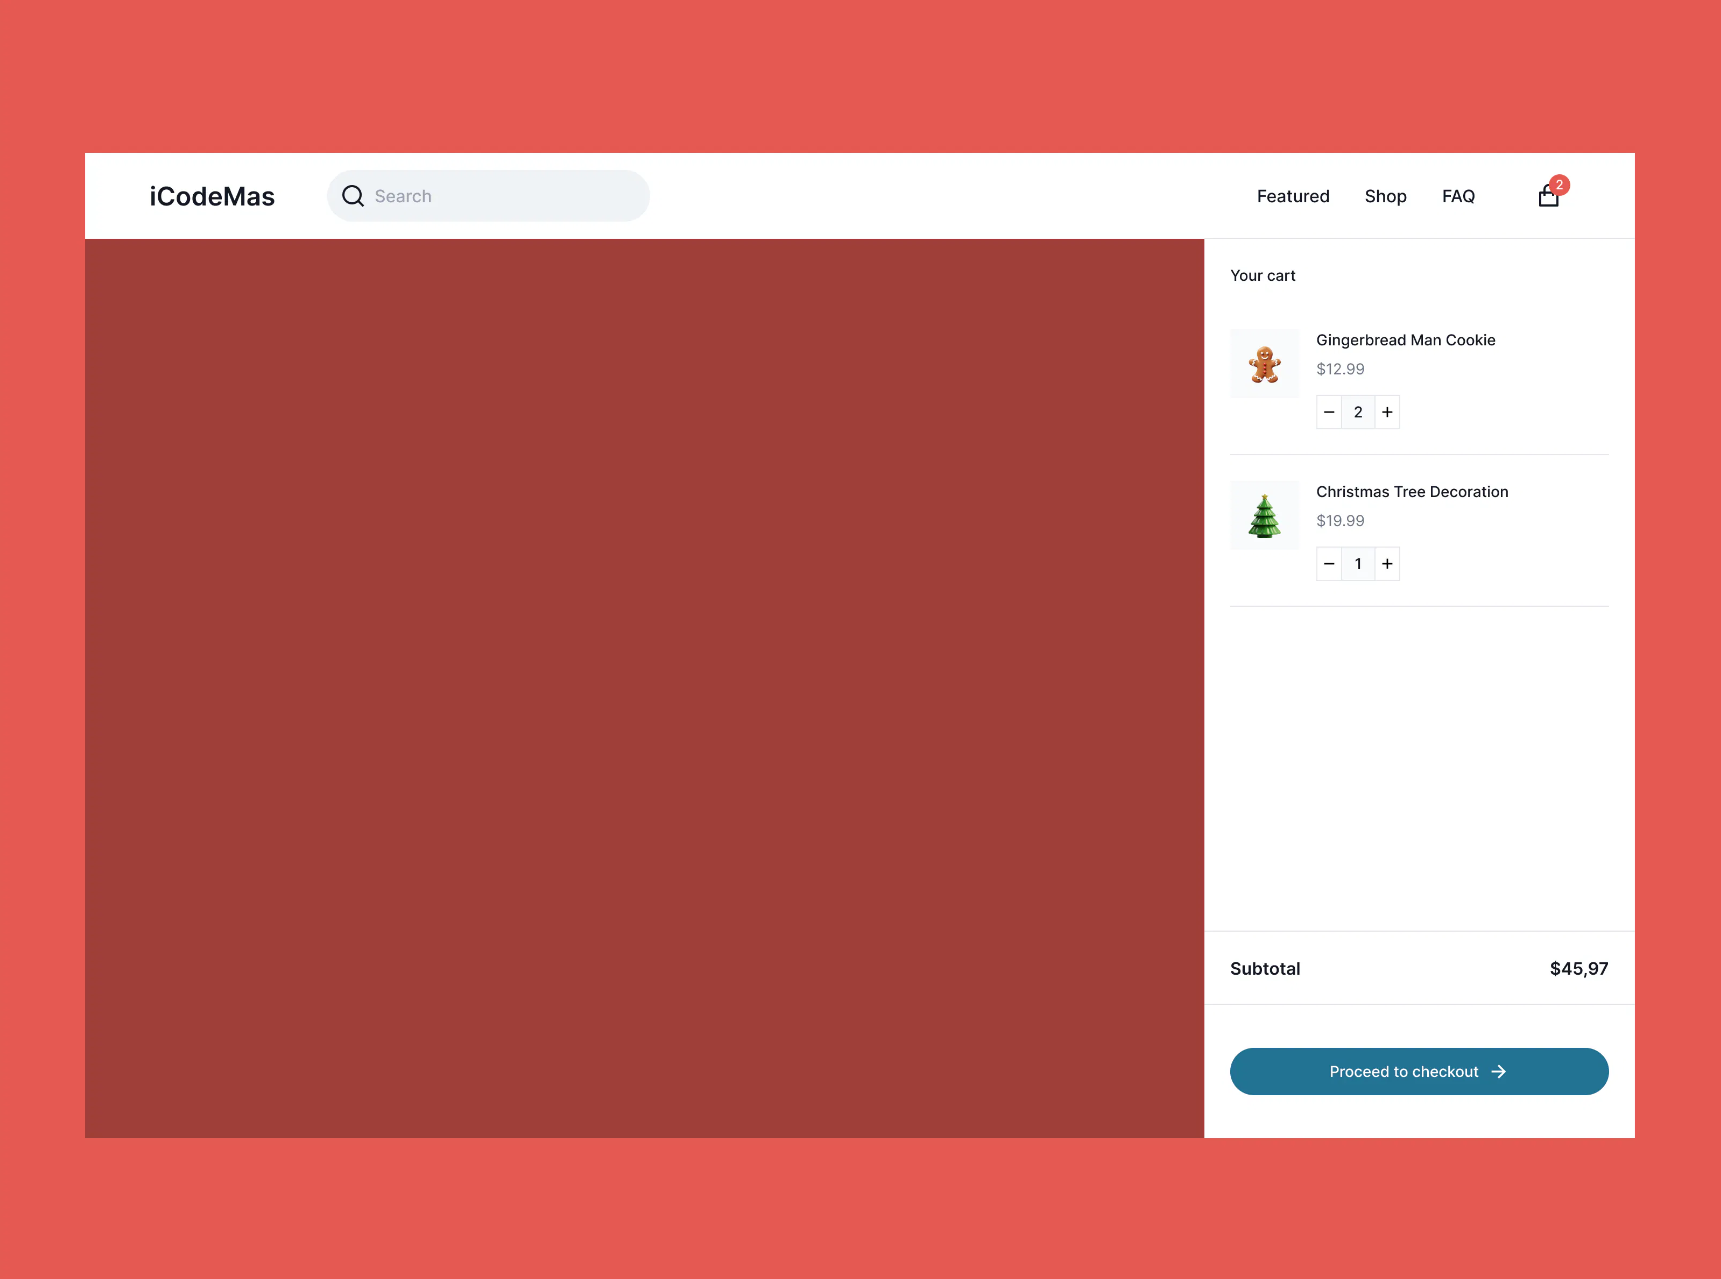 iCodeMas
Search
Featured
Shop
FAQ
2
Your cart
Gingerbread Man Cookie
$12.99
− 2 +
Christmas Tree Decoration
$19.99
− 1 +
Subtotal $45,97
Proceed to checkout →